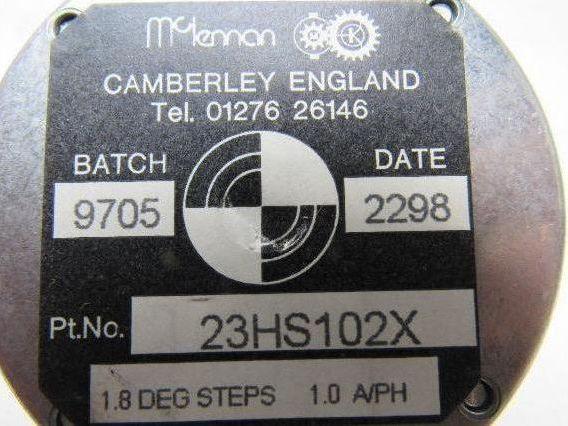 McLennan
CAMBERLEY ENGLAND
Tel. 01276 26146
BATCH DATE
9705 2298
Pt.No. 23HS102X
1.8 DEG STEPS 1.0 A/PH